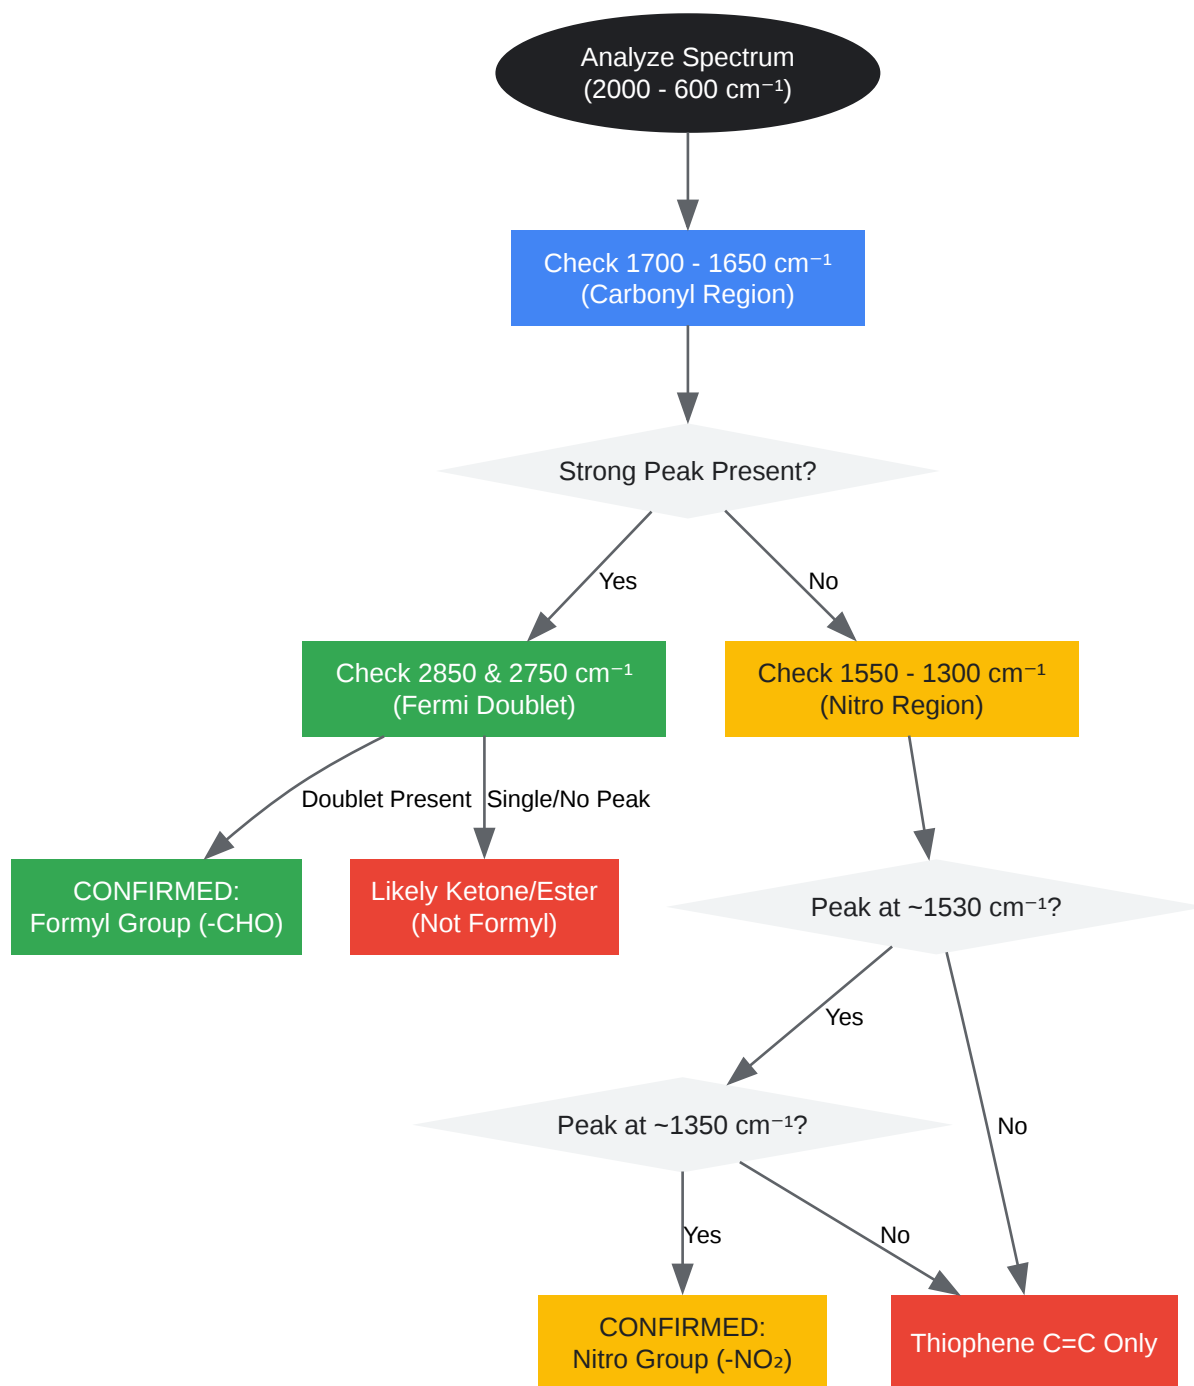 Analyze Spectrum
(2000 - 600 cm⁻¹)
Check 1700 - 1650 cm⁻¹
(Carbonyl Region)
Strong Peak Present?
Yes
No
Check 2850 & 2750 cm⁻¹
(Fermi Doublet)
Check 1550 - 1300 cm⁻¹
(Nitro Region)
Doublet Present
Single/No Peak
CONFIRMED:
Formyl Group (-CHO)
Likely Ketone/Ester
(Not Formyl)
Peak at ~1530 cm⁻¹?
Yes
No
Peak at ~1350 cm⁻¹?
Yes
No
CONFIRMED:
Nitro Group (-NO₂)
Thiophene C=C Only